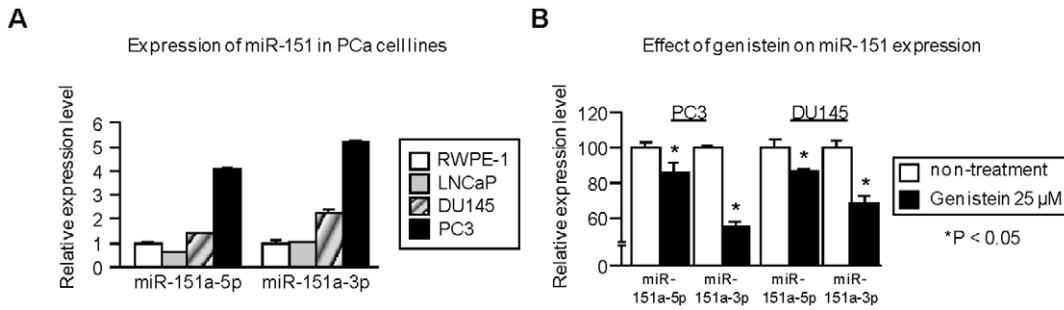 A
Expression of miR-151 in PCa cell lines
Relative expression level
6
5
4
3
2
1
0
miR-151a-5p
miR-151a-3p
RWPE-1
LNCaP
DU145
PC3
B
Effect of genistein on miR-151 expression
Relative expression level
120
100
80
60
0
PC3
DU145
*
*
*
*
miR-
151a-5p
miR-
151a-3p
miR-
151a-5p
miR-
151a-3p
non-treatment
Genistein 25 µM
*P < 0.05